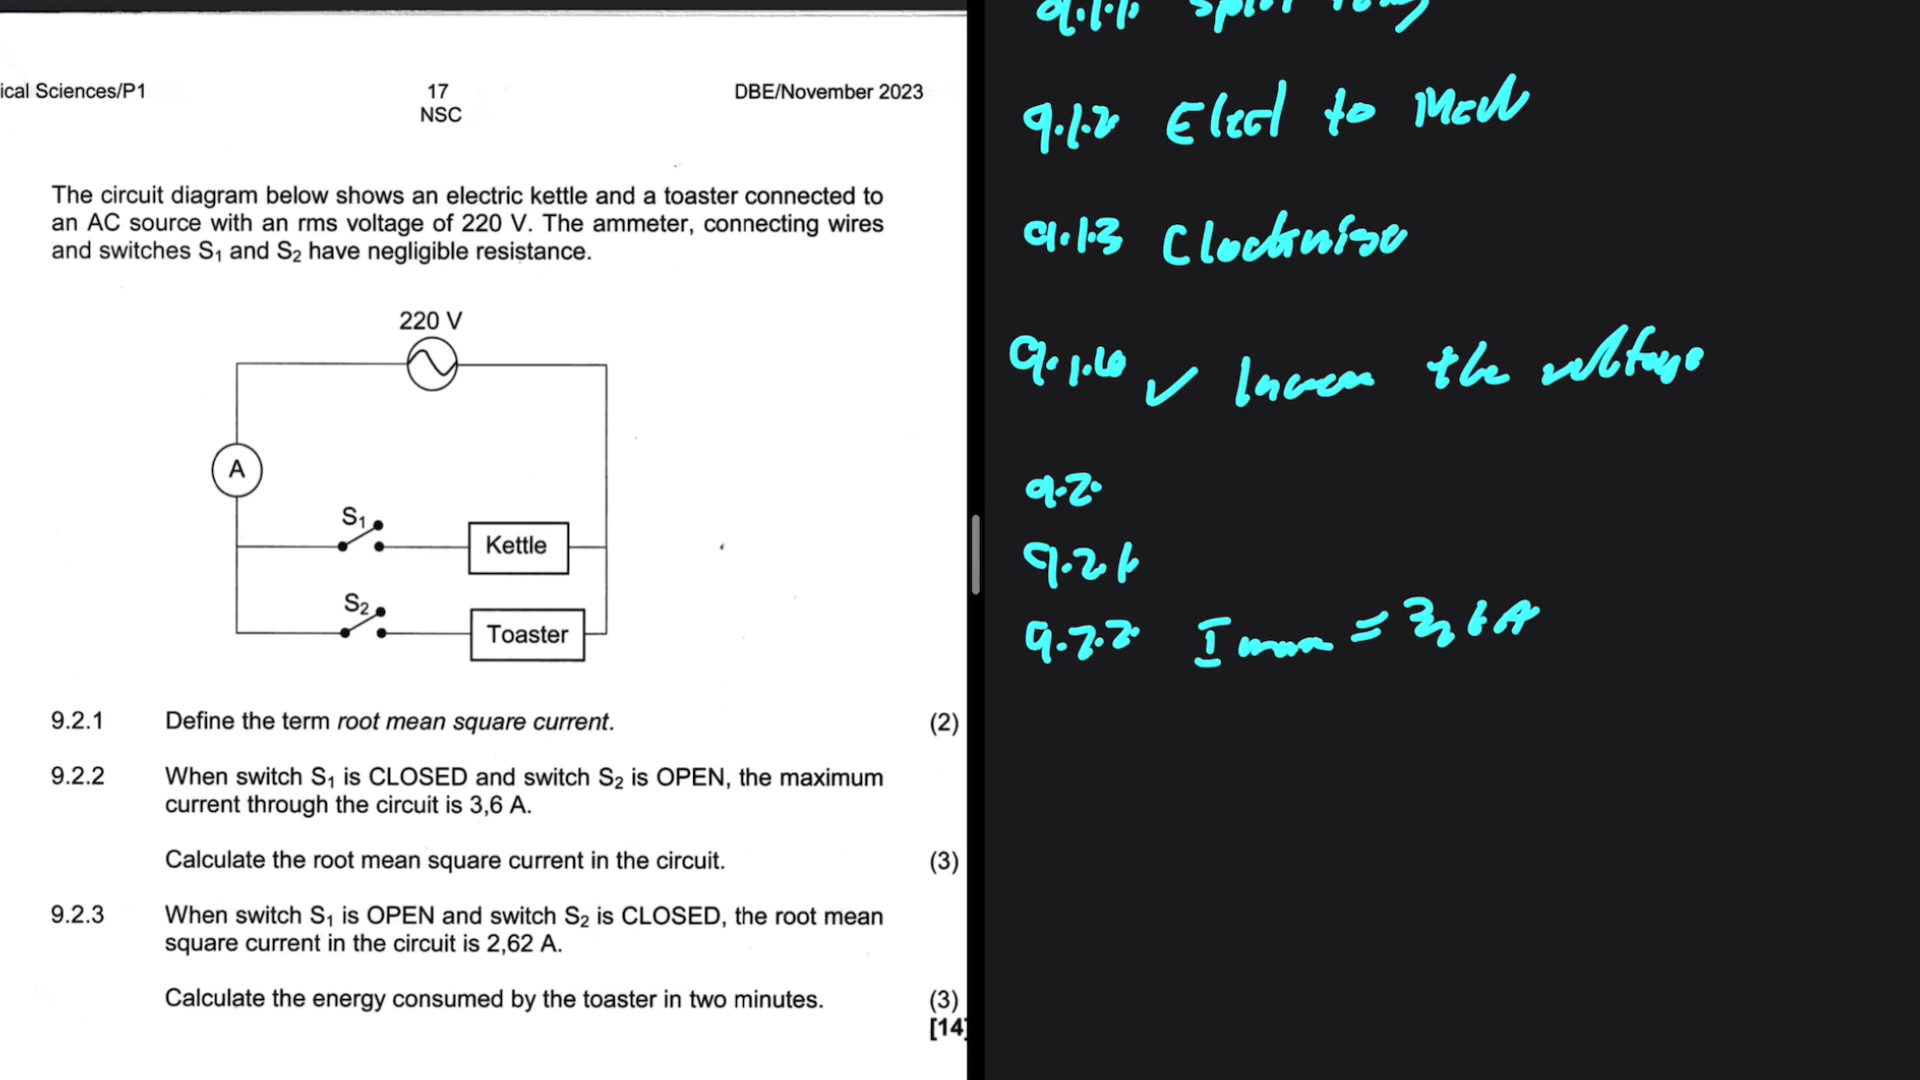 ical Sciences/P1
17
DBE/November 2023
NSC
The circuit diagram below shows an electric kettle and a toaster connected to
an AC source with an rms voltage of 220 V. The ammeter, connecting wires
and switches S₁ and S₂ have negligible resistance.
220 V
A
S₁
Kettle
S₂
Toaster
9.2.1 Define the term root mean square current. (2)
9.2.2 When switch S₁ is CLOSED and switch S₂ is OPEN, the maximum
current through the circuit is 3,6 A.
Calculate the root mean square current in the circuit. (3)
9.2.3 When switch S₁ is OPEN and switch S₂ is CLOSED, the root mean
square current in the circuit is 2,62 A.
Calculate the energy consumed by the toaster in two minutes. (3)
[14]
9.1.1 split ring
9.1.2 Elect to Mech
9.1.3 Clockwise
✓ the voltage
9.2
9.2.1
9.2.2 I = 3,6A